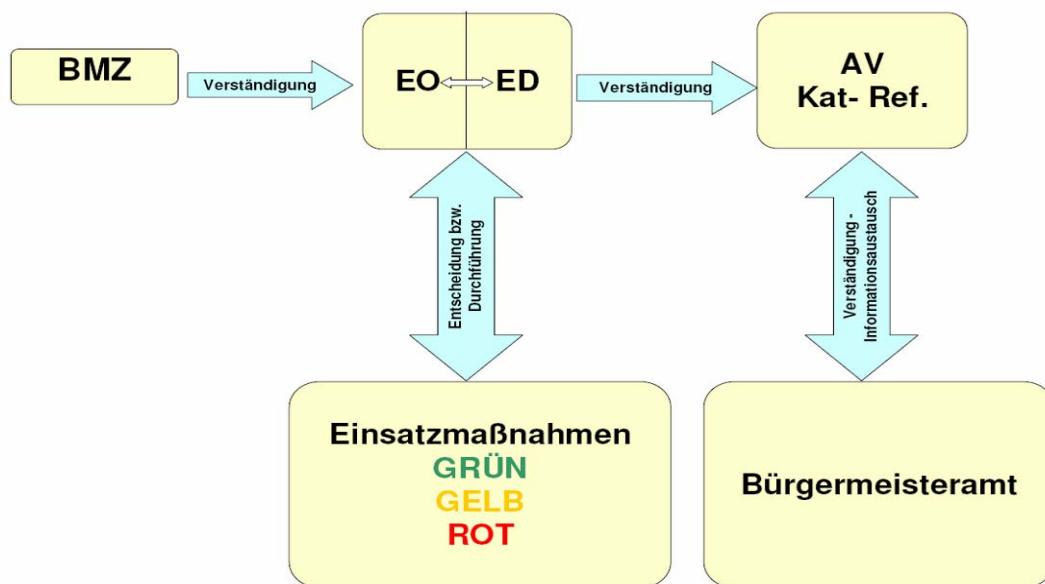 BMZ
Verständigung
EO
ED
Verständigung
AV
Kat- Ref.
Entscheidung bzw.
Durchführung
Verständigung -
Informationsaustausch
Einsatzmaßnahmen
GRÜN
GELB
ROT
Bürgermeisteramt